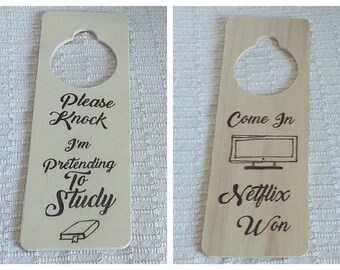 Please
Knock
I'm
Pretending
To
Study
Come In
Netflix
Won